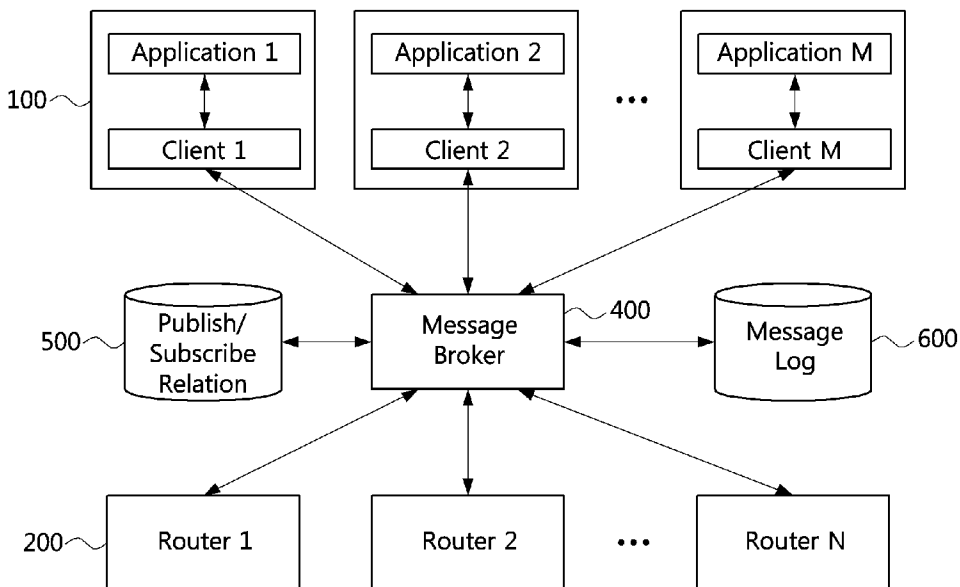 Application 1
Application 2
Application M
100
...
Client 1
Client 2
Client M
400
500
Publish/
Subscribe
Relation
Message
Broker
Message
Log
600
200
Router 1
Router 2
...
Router N